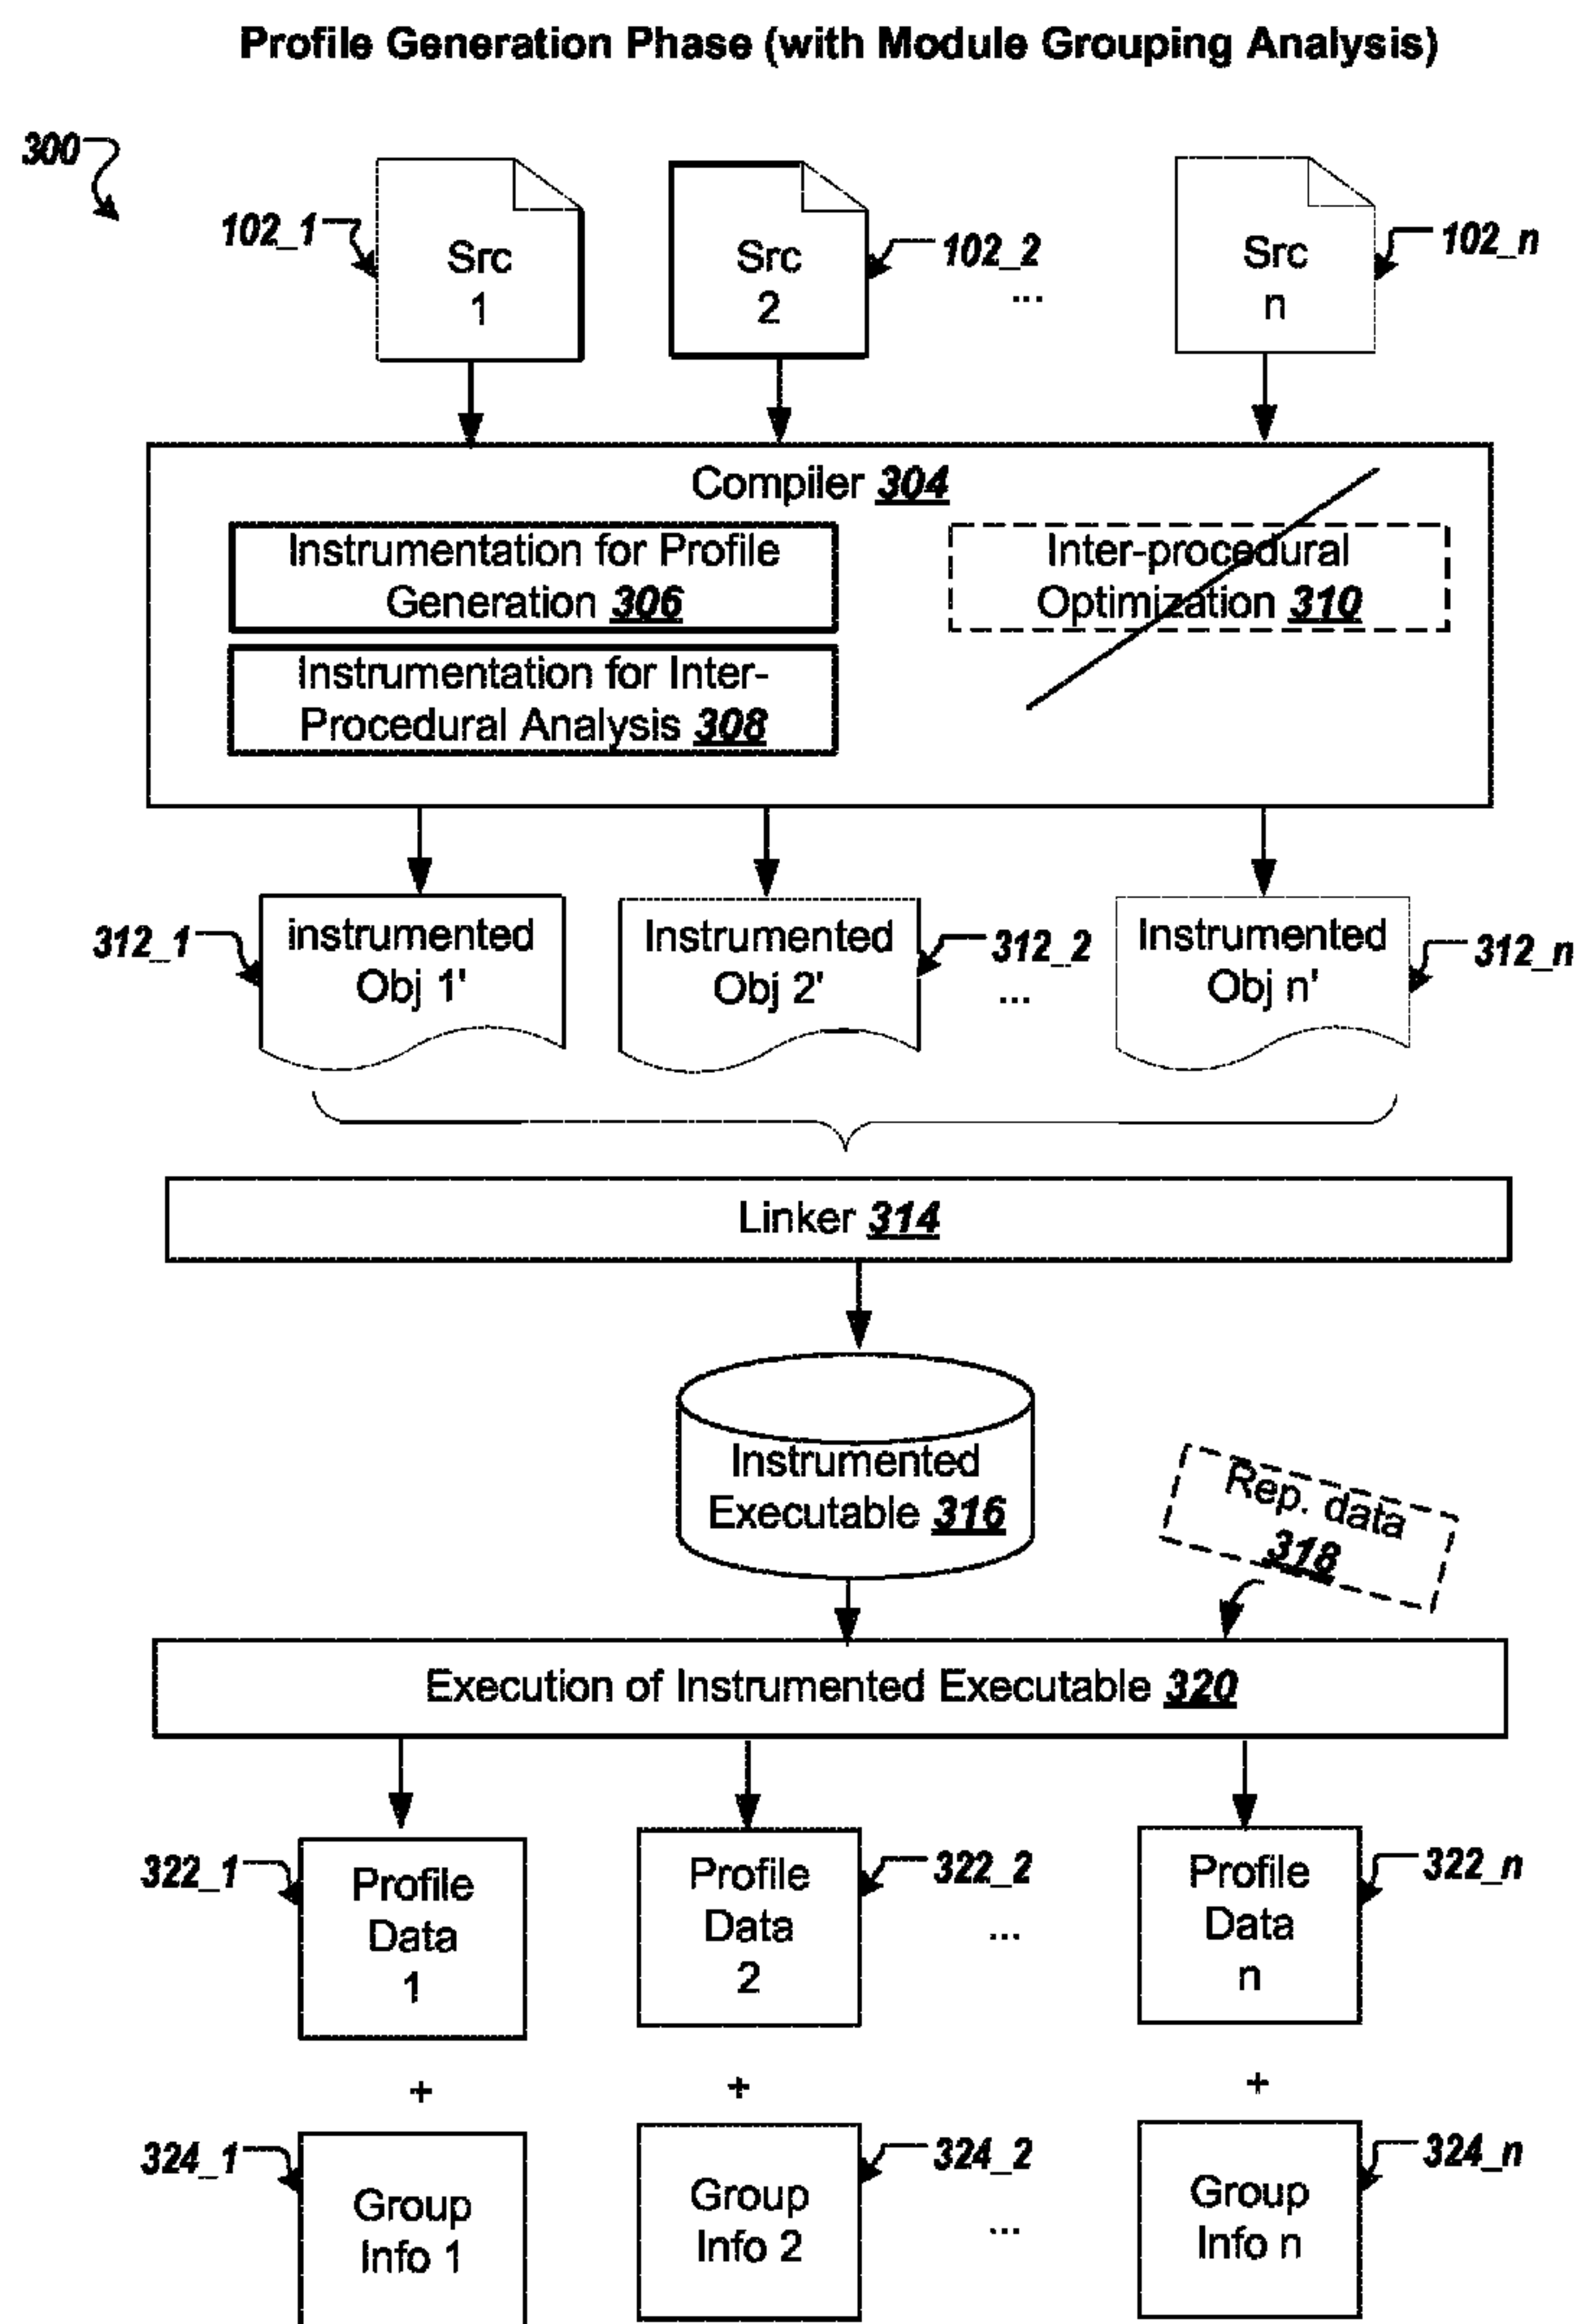 Profile Generation Phase (with Module Grouping Analysis)
300
102_1
Src
1
Src
2
102_2
...
Src
n
102_n
Compiler 304
Instrumentation for Profile
Generation 306
Inter-procedural
Optimization 310
Instrumentation for Inter-
Procedural Analysis 308
312_1
instrumented
Obj 1'
Instrumented
Obj 2'
312_2
...
Instrumented
Obj n'
312_n
Linker 314
Instrumented
Executable 316
Rep. data
318
Execution of Instrumented Executable 320
322_1
Profile
Data
1
Profile
Data
2
322_2
...
Profile
Data
n
322_n
+
+
+
324_1
Group
Info 1
Group
Info 2
324_2
...
Group
Info n
324_n